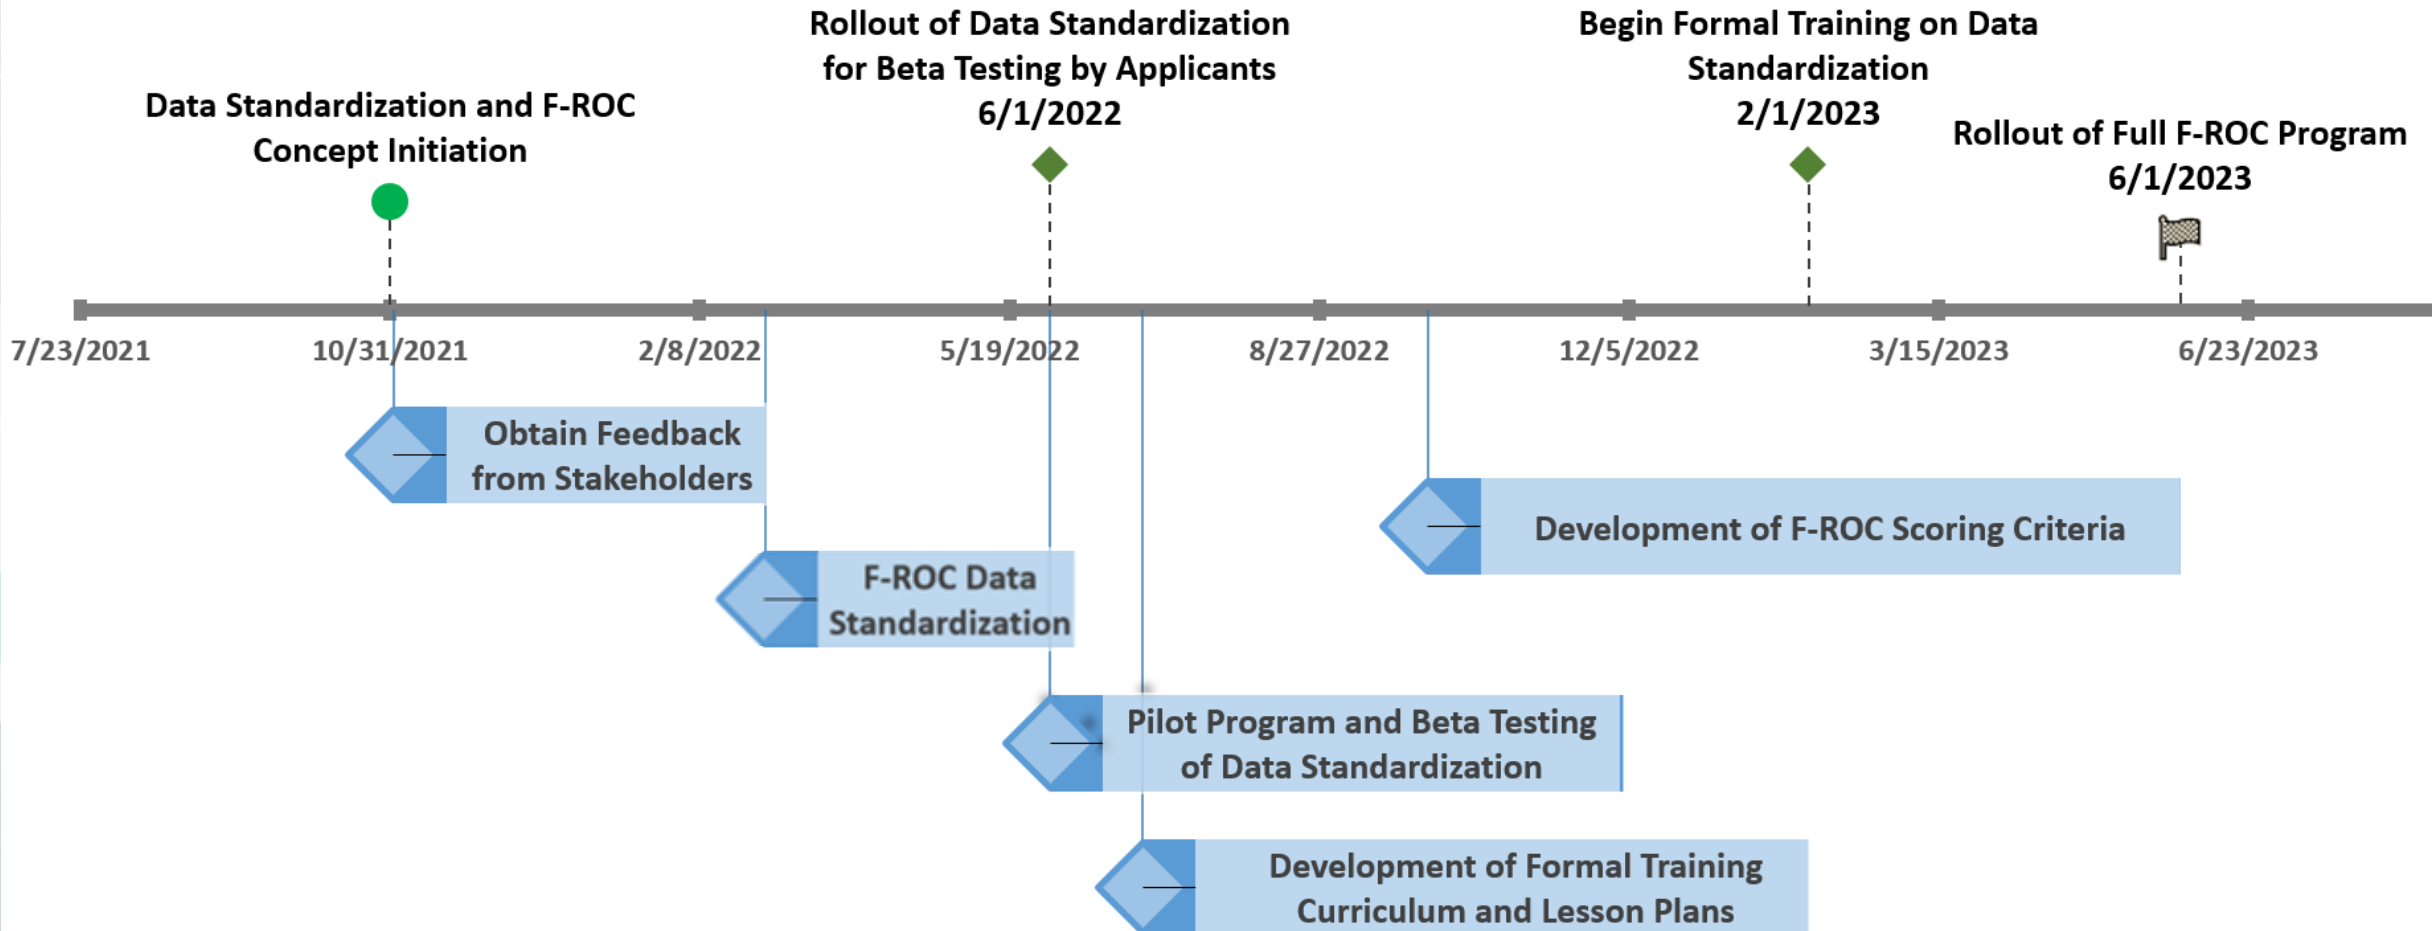 Rollout of Data Standardization
for Beta Testing by Applicants
6/1/2022
Begin Formal Training on Data
Standardization
2/1/2023
Data Standardization and F-ROC
Concept Initiation
Rollout of Full F-ROC Program
6/1/2023
7/23/2021
10/31/2021
2/8/2022
5/19/2022
8/27/2022
12/5/2022
3/15/2023
6/23/2023
Obtain Feedback
from Stakeholders
Development of F-ROC Scoring Criteria
F-ROC Data
Standardization
Pilot Program and Beta Testing
of Data Standardization
Development of Formal Training
Curriculum and Lesson Plans